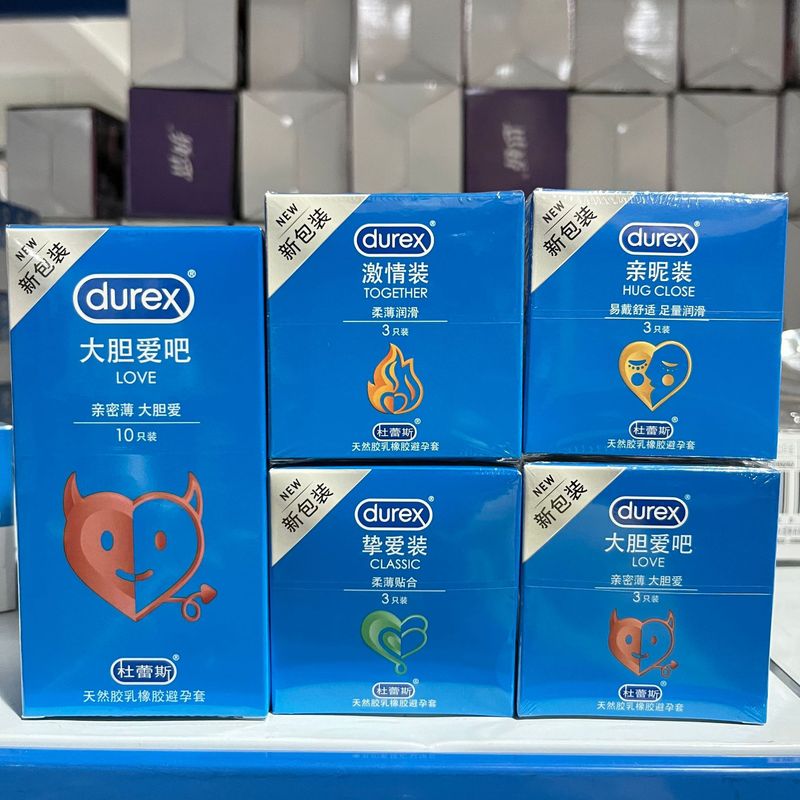 NEW
新包装
durex®
大胆爱吧
LOVE
亲密薄 大胆爱
10只装
杜蕾斯
天然胶乳橡胶避孕套
NEW
新包装
durex®
激情装
TOGETHER
柔薄润滑
3只装
杜蕾斯
天然胶乳橡胶避孕套
NEW
新包装
durex®
亲昵装
HUG CLOSE
易戴舒适 足量润滑
3只装
杜蕾斯
天然胶乳橡胶避孕套
NEW
新包装
durex®
挚爱装
CLASSIC
柔薄贴合
3只装
杜蕾斯
天然胶乳橡胶避孕套
NEW
新包装
durex®
大胆爱吧
LOVE
亲密薄 大胆爱
3只装
杜蕾斯
天然胶乳橡胶避孕套